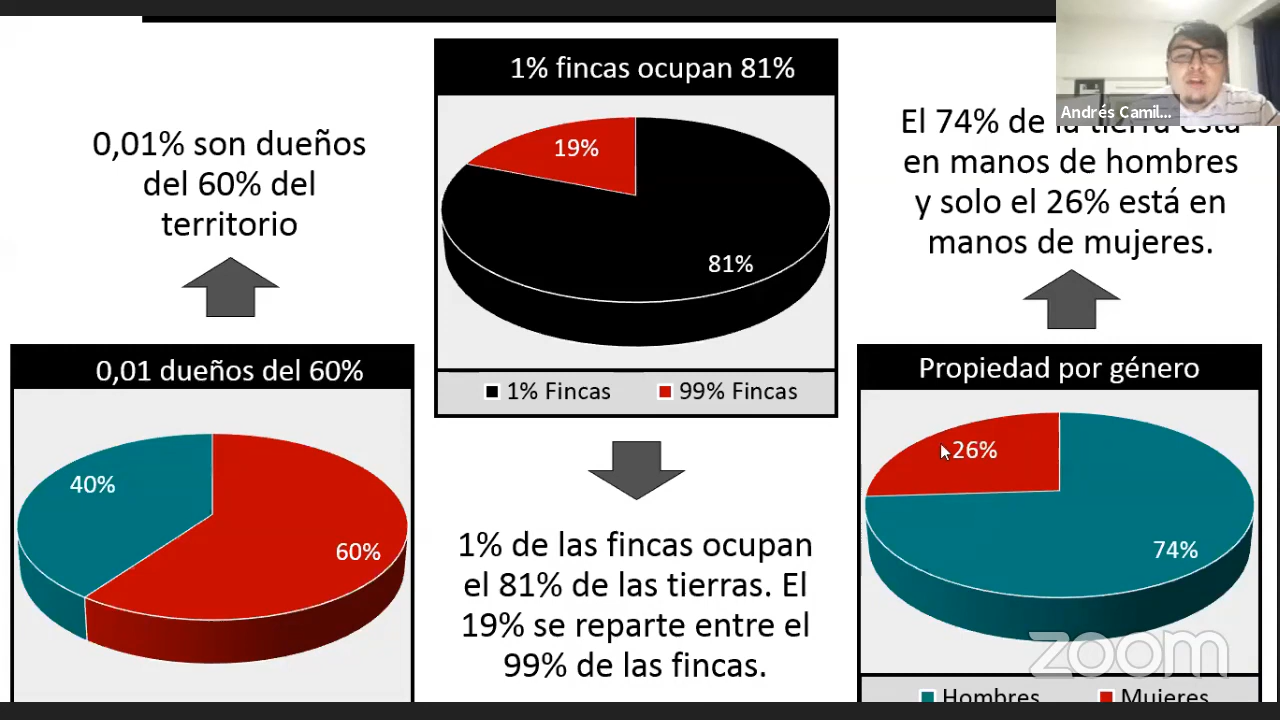 0,01% son dueños
del 60% del
territorio
0,01 dueños del 60%
40%
60%
1% fincas ocupan 81%
19%
81%
1% Fincas
99% Fincas
1% de las fincas ocupan
el 81% de las tierras. El
19% se reparte entre el
99% de las fincas.
Andrés Camil...
El 74% de la tierra está
en manos de hombres
y solo el 26% está en
manos de mujeres.
Propiedad por género
26%
74%
Hombres
Mujeres
zoom